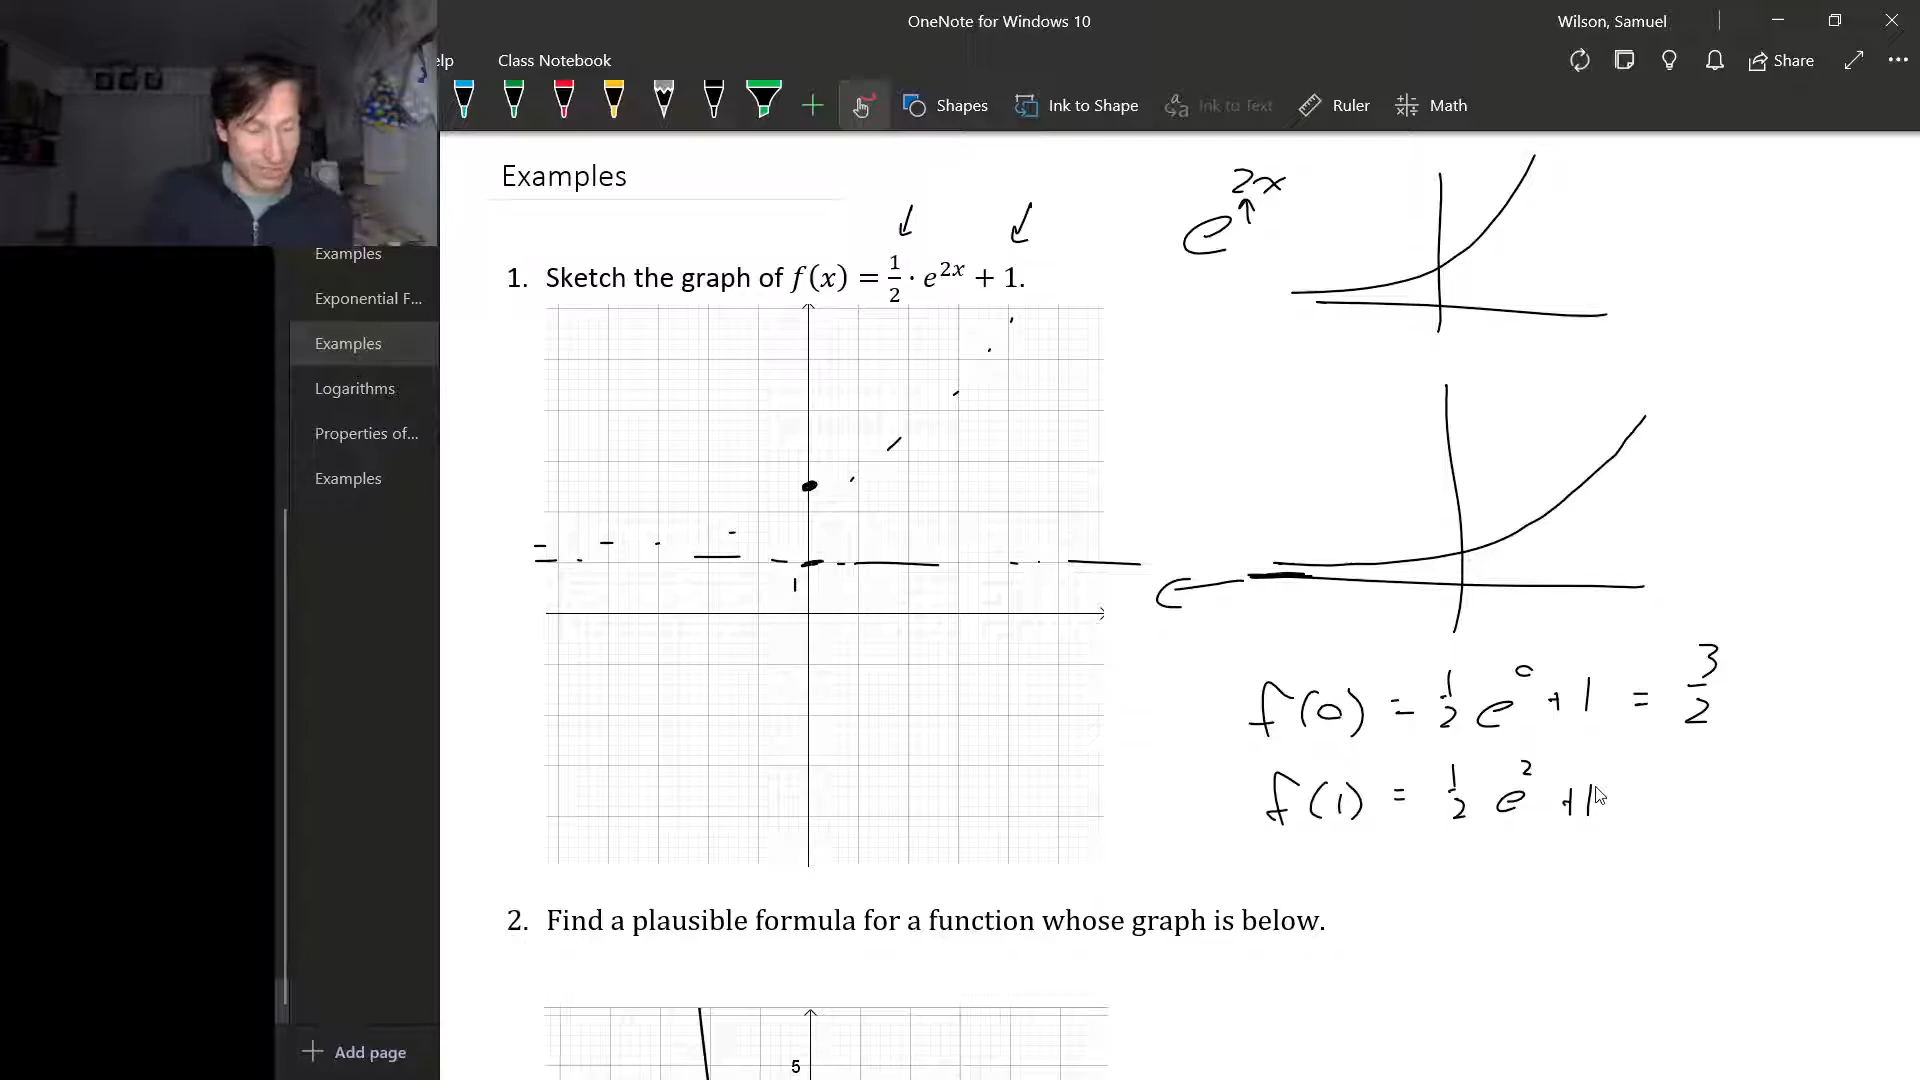 OneNote for Windows 10
Wilson, Samuel
elp
Class Notebook
Share
Shapes
Ink to Shape
Ink to Text
Ruler
Math
Examples
Exponential F...
Examples
Logarithms
Properties of...
Examples
Add page
Examples
1. Sketch the graph of f(x) = 1/2 · e^{2x} + 1.
1
e^{2x}
f(0) = 1/2 e^0 + 1 = 3/2
f(1) = 1/2 e^2 + 1
2. Find a plausible formula for a function whose graph is below.
5